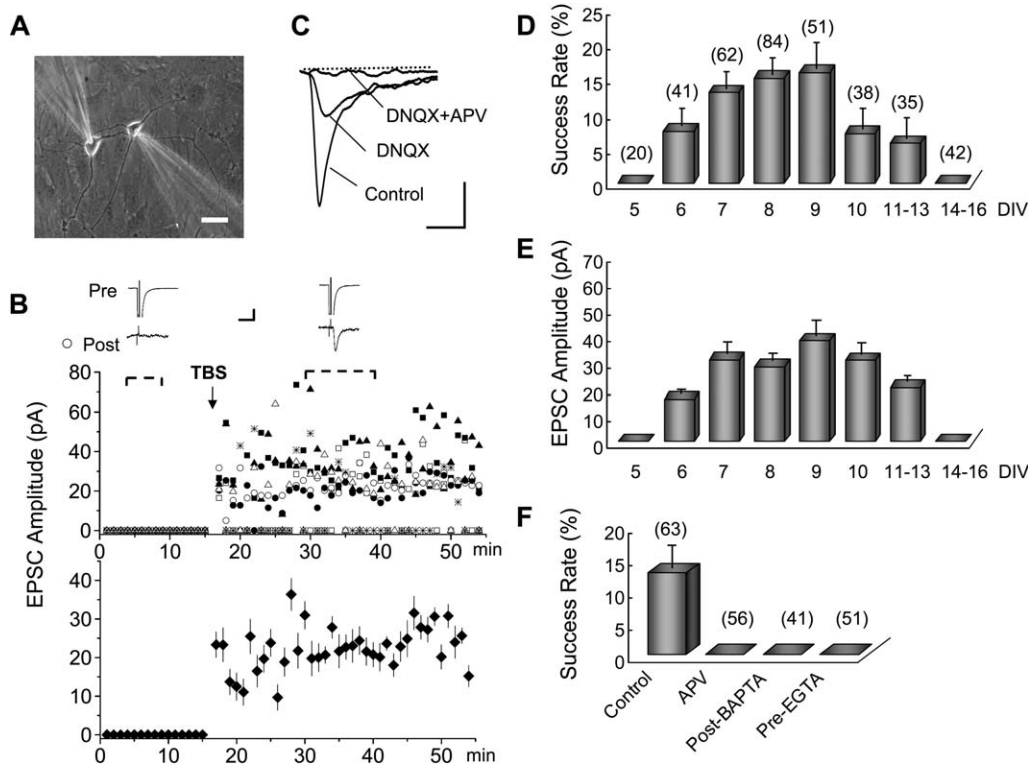 A
C
DNQX+APV
DNQX
Control
B
Pre
Post
TBS
EPSC Amplitude (pA)
80
60
40
20
0
0 10 20 30 40 50 min
40
30
20
10
0
0 10 20 30 40 50 min
D
Success Rate (%)
25
20
15
10
5
0
(20) (41) (62) (84) (51) (38) (35) (42)
5 6 7 8 9 10 11-13 14-16 DIV
E
EPSC Amplitude (pA)
70
60
50
40
30
20
10
0
5 6 7 8 9 10 11-13 14-16 DIV
F
Success Rate (%)
20
15
10
5
0
(63) (56) (41) (51)
Control
APV
Post-BAPTA
Pre-EGTA